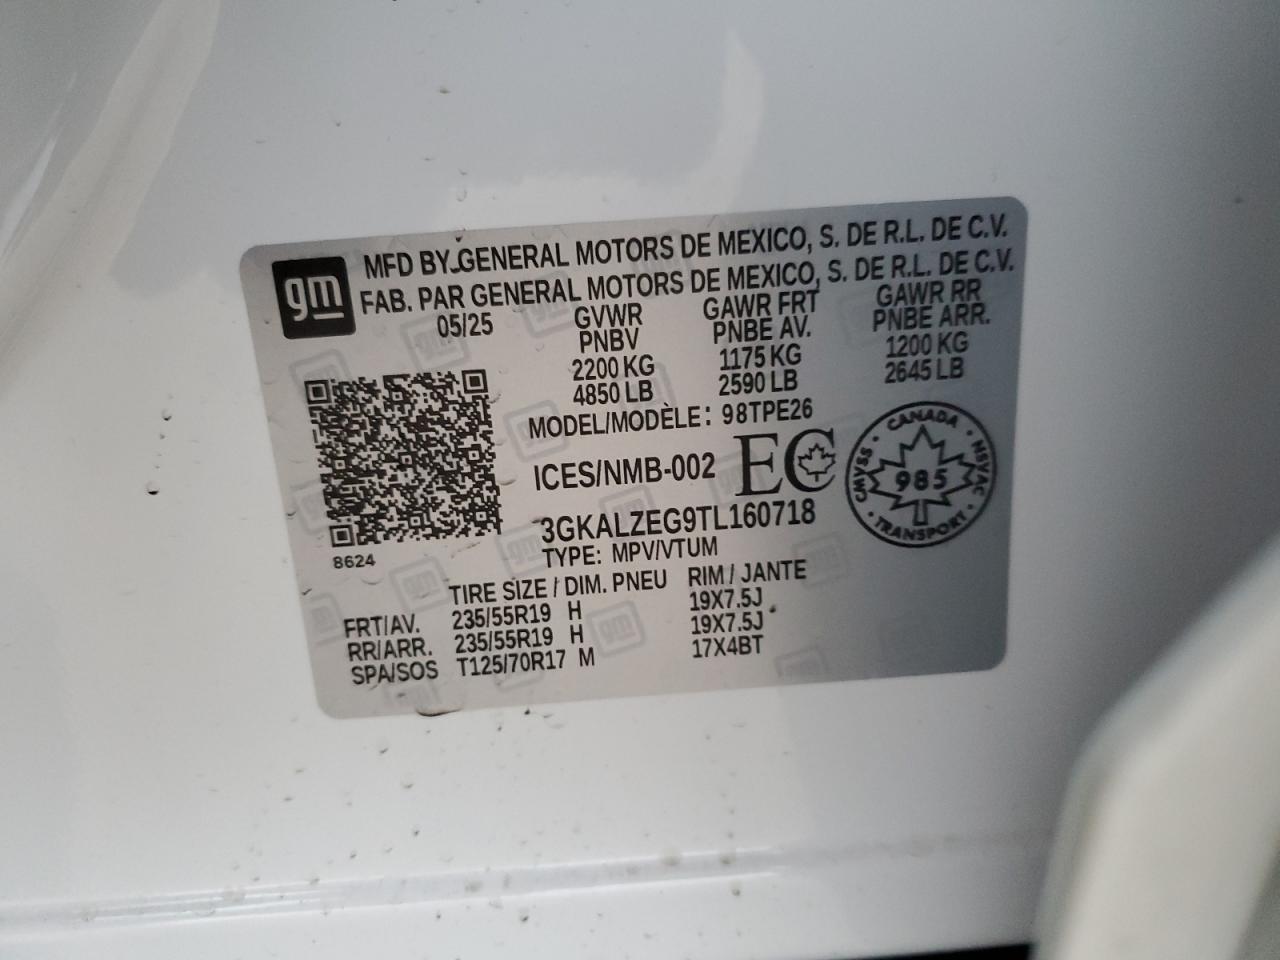 gm
MFD BY GENERAL MOTORS DE MEXICO, S. DE R.L. DE C.V.
FAB. PAR GENERAL MOTORS DE MEXICO, S. DE R.L. DE C.V.
05/25 GVWR GAWR FRT GAWR RR
PNBV PNBE AV. PNBE ARR.
2200 KG 1175 KG 1200 KG
4850 LB 2590 LB 2645 LB
MODEL/MODÈLE: 98TPE26
ICES/NMB-002 EC
CANADA
CMVSS 985 NSVAC
TRANSPORT
3GKALZEG9TL160718
8624 TYPE: MPV/VTUM
TIRE SIZE / DIM. PNEU RIM / JANTE
FRT/AV. 235/55R19 H 19X7.5J
RR/ARR. 235/55R19 H 19X7.5J
SPA/SOS T125/70R17 M 17X4BT